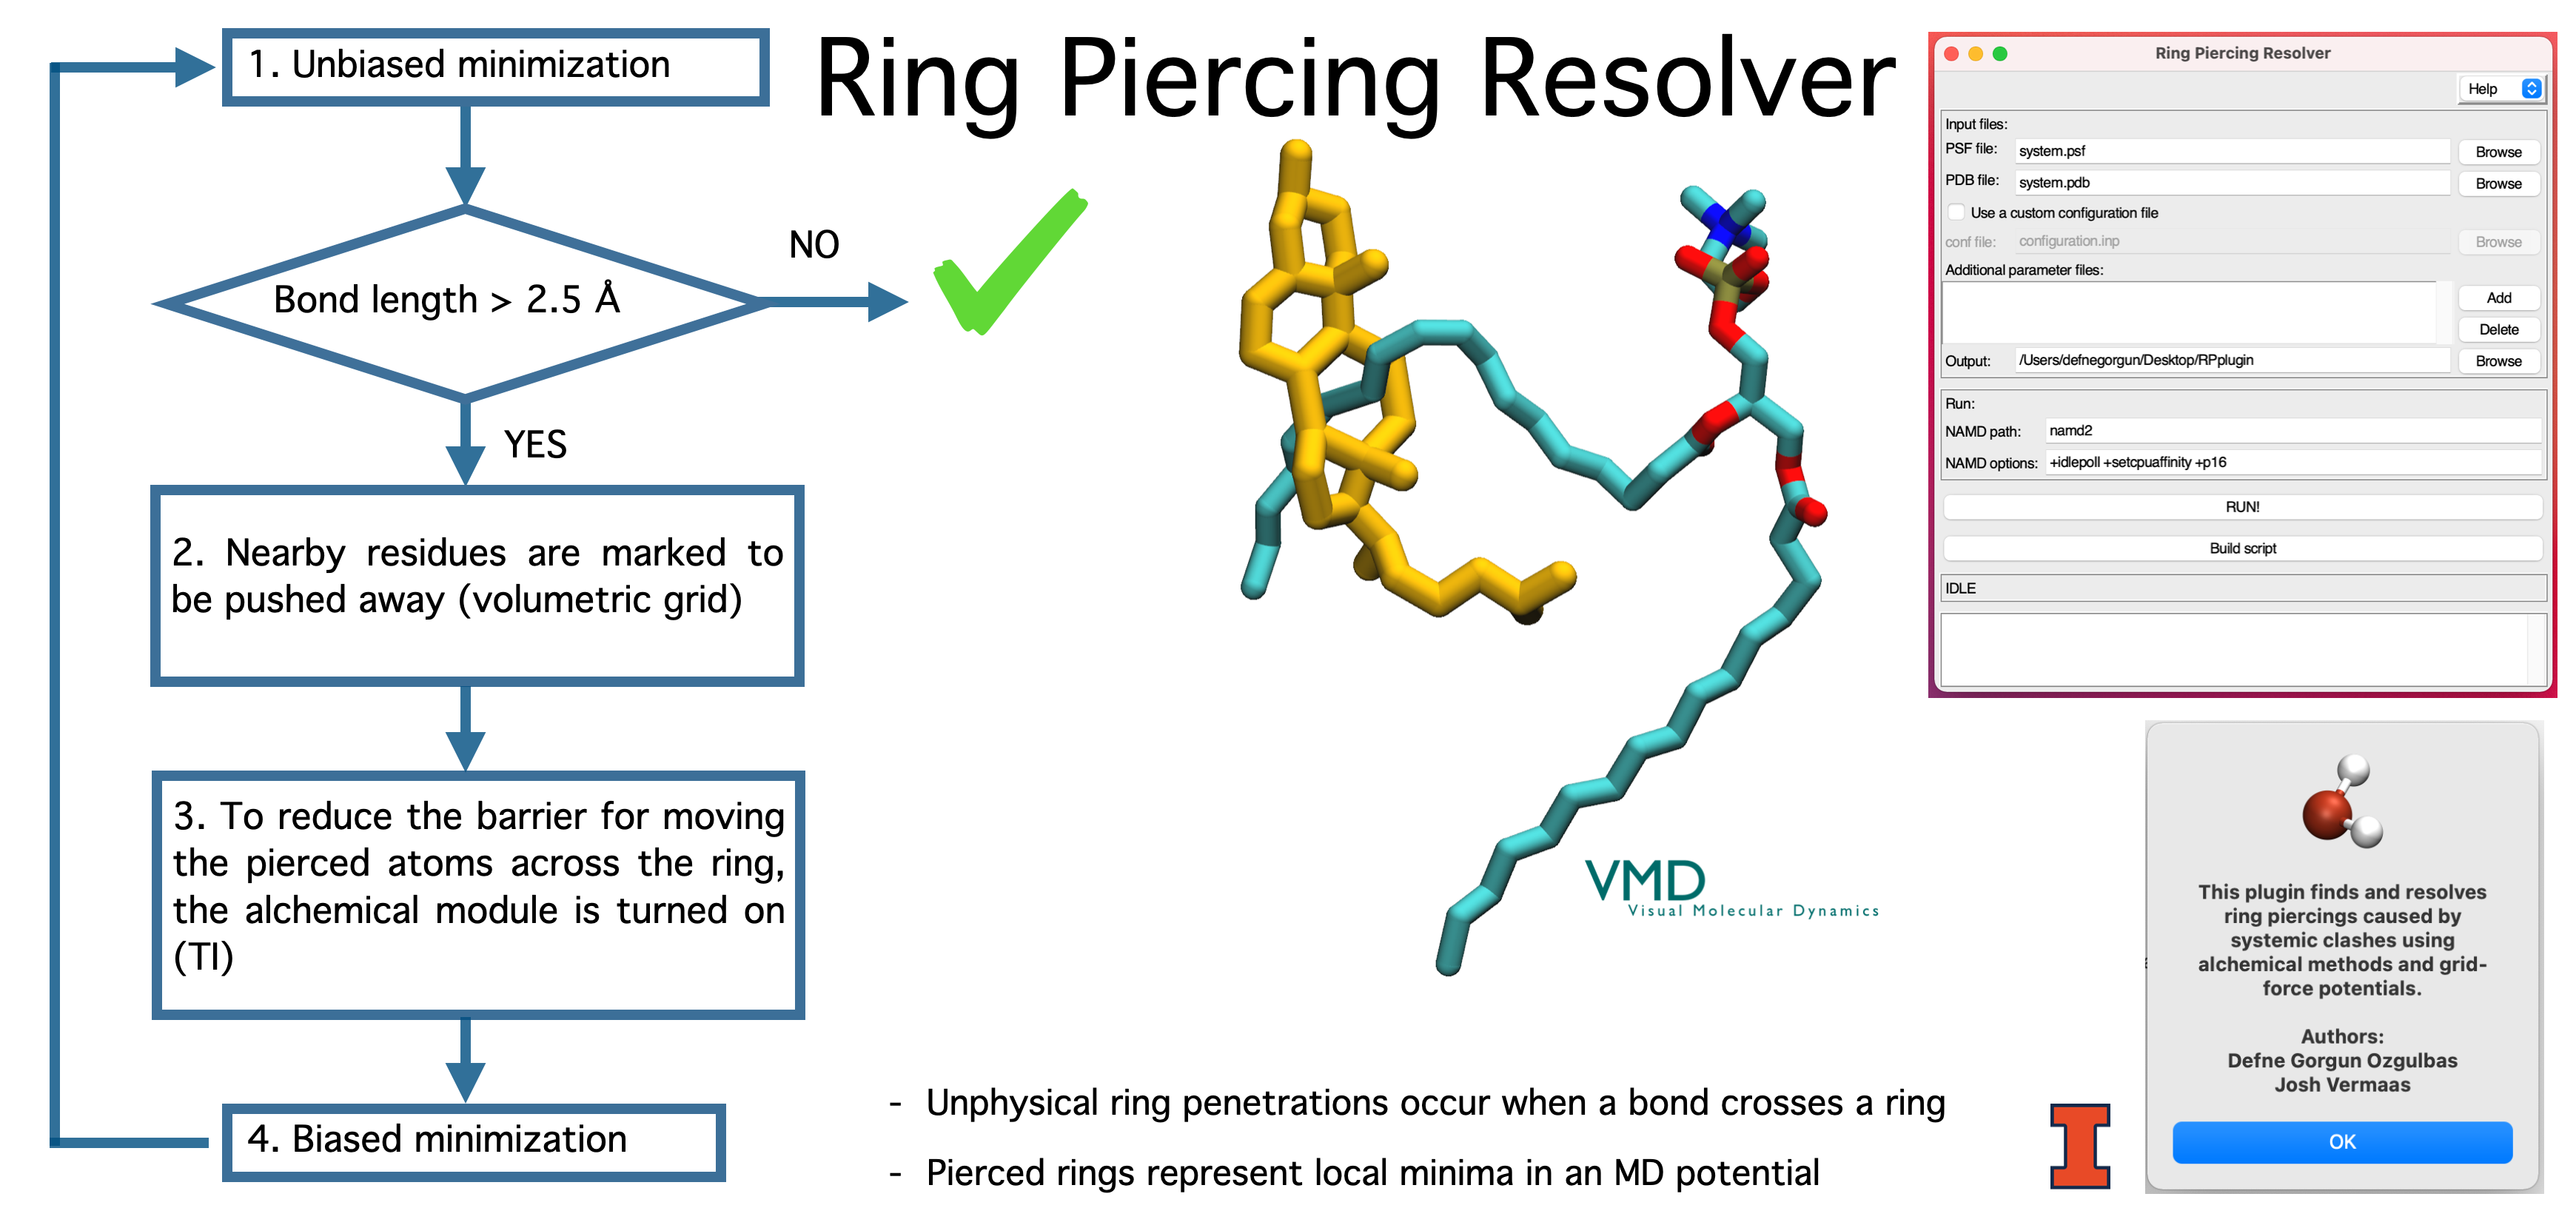 Ring Piercing Resolver
1. Unbiased minimization
Bond length > 2.5 Å
NO
YES
2. Nearby residues are marked to
be pushed away (volumetric grid)
3. To reduce the barrier for moving
the pierced atoms across the ring,
the alchemical module is turned on
(TI)
4. Biased minimization
VMD
Visual Molecular Dynamics
- Unphysical ring penetrations occur when a bond crosses a ring
- Pierced rings represent local minima in an MD potential
Ring Piercing Resolver
Help
Input files:
PSF file: system.psf Browse
PDB file: system.pdb Browse
Use a custom configuration file
conf file: configuration.inp Browse
Additional parameter files:
Add
Delete
Output: /Users/defnegorgun/Desktop/RPplugin Browse
Run:
NAMD path: namd2
NAMD options: +idlepoll +setcpuaffinity +p16
RUN!
Build script
IDLE
This plugin finds and resolves
ring piercings caused by
systemic clashes using
alchemical methods and grid-
force potentials.
Authors:
Defne Gorgun Ozgulbas
Josh Vermaas
OK
I